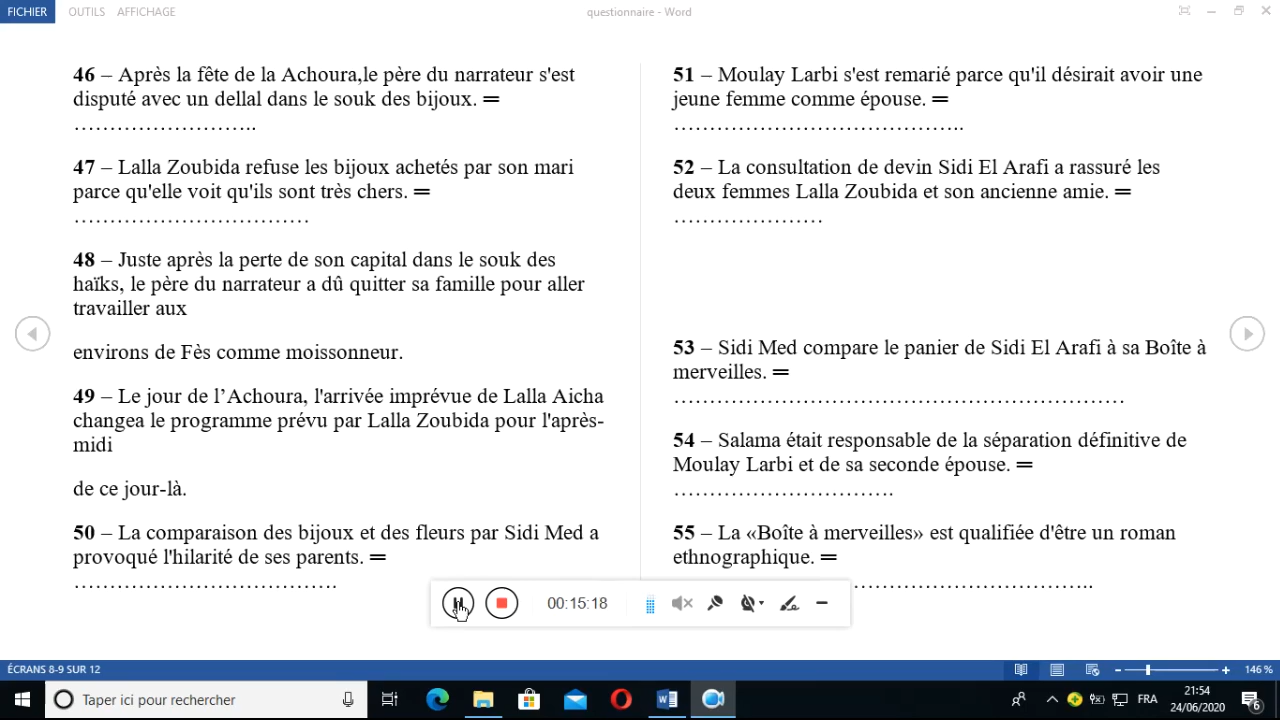 FICHIER OUTILS AFFICHAGE questionnaire - Word
46 – Après la fête de la Achoura,le père du narrateur s'est
disputé avec un dellal dans le souk des bijoux. =
……………………..
47 – Lalla Zoubida refuse les bijoux achetés par son mari
parce qu'elle voit qu'ils sont très chers. =
……………………………
48 – Juste après la perte de son capital dans le souk des
haïks, le père du narrateur a dû quitter sa famille pour aller
travailler aux
environs de Fès comme moissonneur.
49 – Le jour de l’Achoura, l'arrivée imprévue de Lalla Aicha
changea le programme prévu par Lalla Zoubida pour l'après-
midi
de ce jour-là.
50 – La comparaison des bijoux et des fleurs par Sidi Med a
provoqué l'hilarité de ses parents. =
……………………………….
51 – Moulay Larbi s'est remarié parce qu'il désirait avoir une
jeune femme comme épouse. =
…………………………………..
52 – La consultation de devin Sidi El Arafi a rassuré les
deux femmes Lalla Zoubida et son ancienne amie. =
…………………
53 – Sidi Med compare le panier de Sidi El Arafi à sa Boîte à
merveilles. =
………………………………………………………
54 – Salama était responsable de la séparation définitive de
Moulay Larbi et de sa seconde épouse. =
………………………….
55 – La «Boîte à merveilles» est qualifiée d'être un roman
ethnographique. =
……………………………..
00:15:18
ÉCRANS 8-9 SUR 12 146 %
Taper ici pour rechercher FRA 21:54
24/06/2020 6